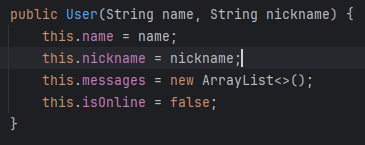 public User(String name, String nickname) {
    this.name = name;
    this.nickname = nickname;
    this.messages = new ArrayList<>();
    this.isOnline = false;
}